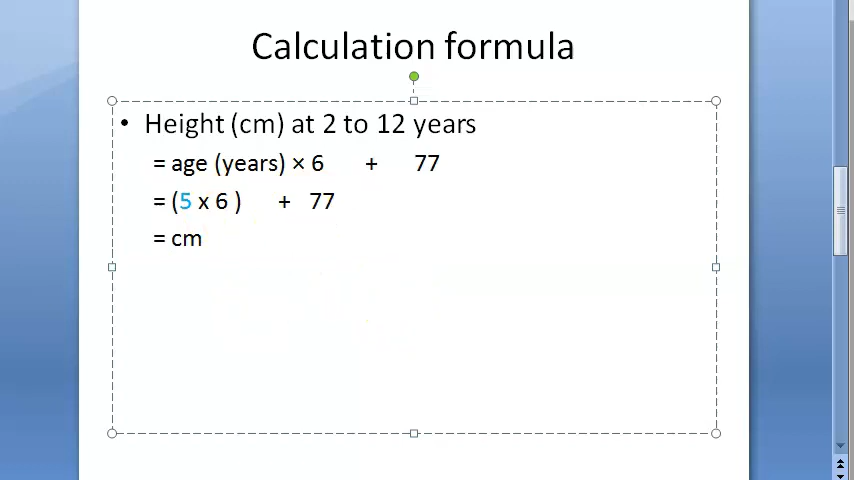 Calculation formula
• Height (cm) at 2 to 12 years
= age (years) × 6 + 77
= (5 x 6 ) + 77
= cm